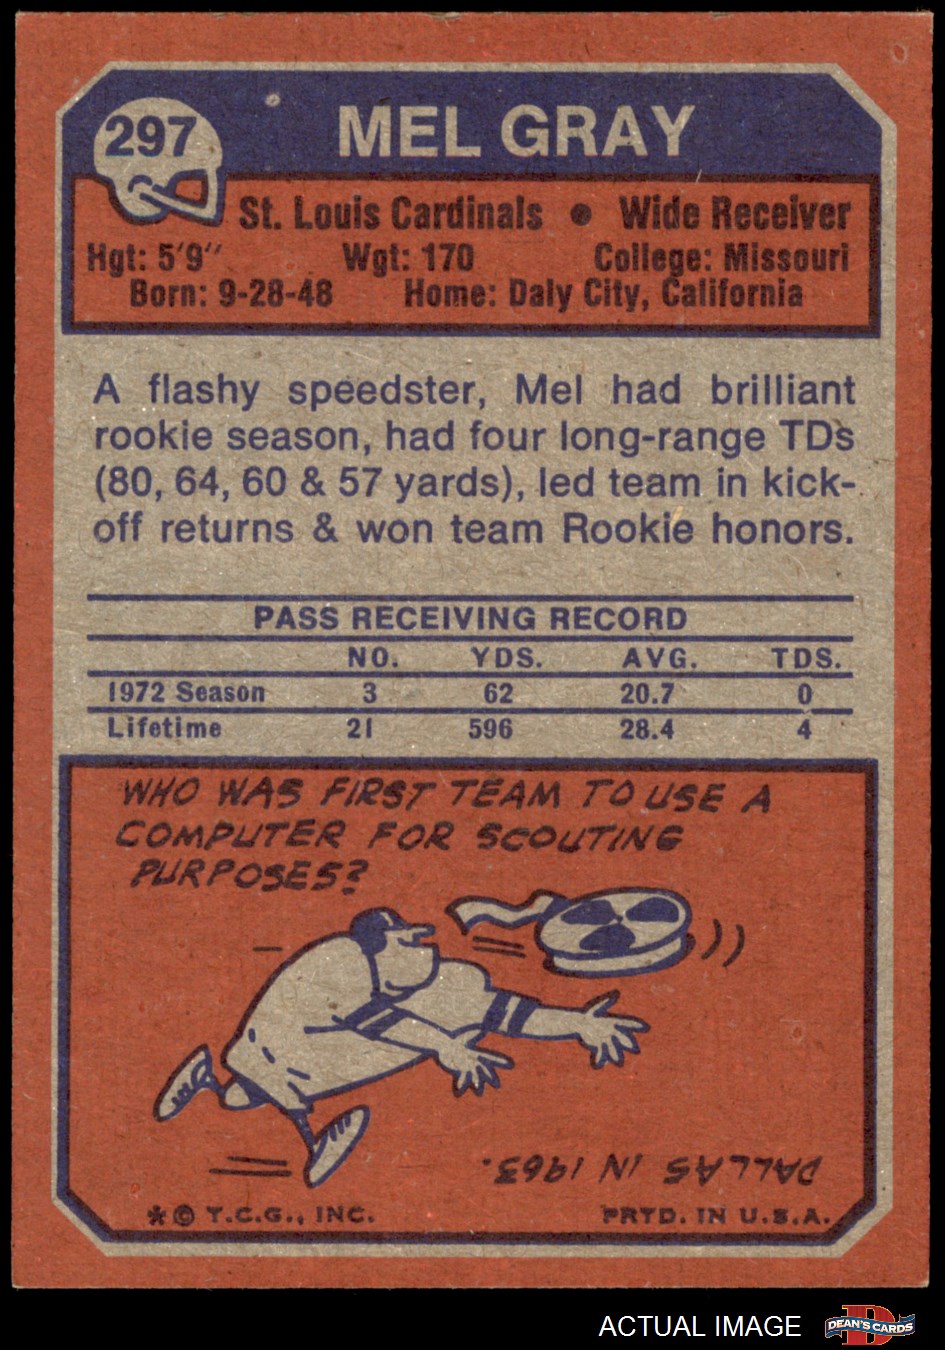 297
MEL GRAY
St. Louis Cardinals • Wide Receiver
Hgt: 5'9" Wgt: 170 College: Missouri
Born: 9-28-48 Home: Daly City, California
A flashy speedster, Mel had brilliant
rookie season, had four long-range TDs
(80, 64, 60 & 57 yards), led team in kick-
off returns & won team Rookie honors.
PASS RECEIVING RECORD
NO. YDS. AVG. TDS.
1972 Season 3 62 20.7 0
Lifetime 21 596 28.4 4
WHO WAS FIRST TEAM TO USE A
COMPUTER FOR SCOUTING
PURPOSES?
DALLAS IN 1963.
* © T.C.G., INC. PRTD. IN U.S.A.
ACTUAL IMAGE
D
DEAN'S CARDS